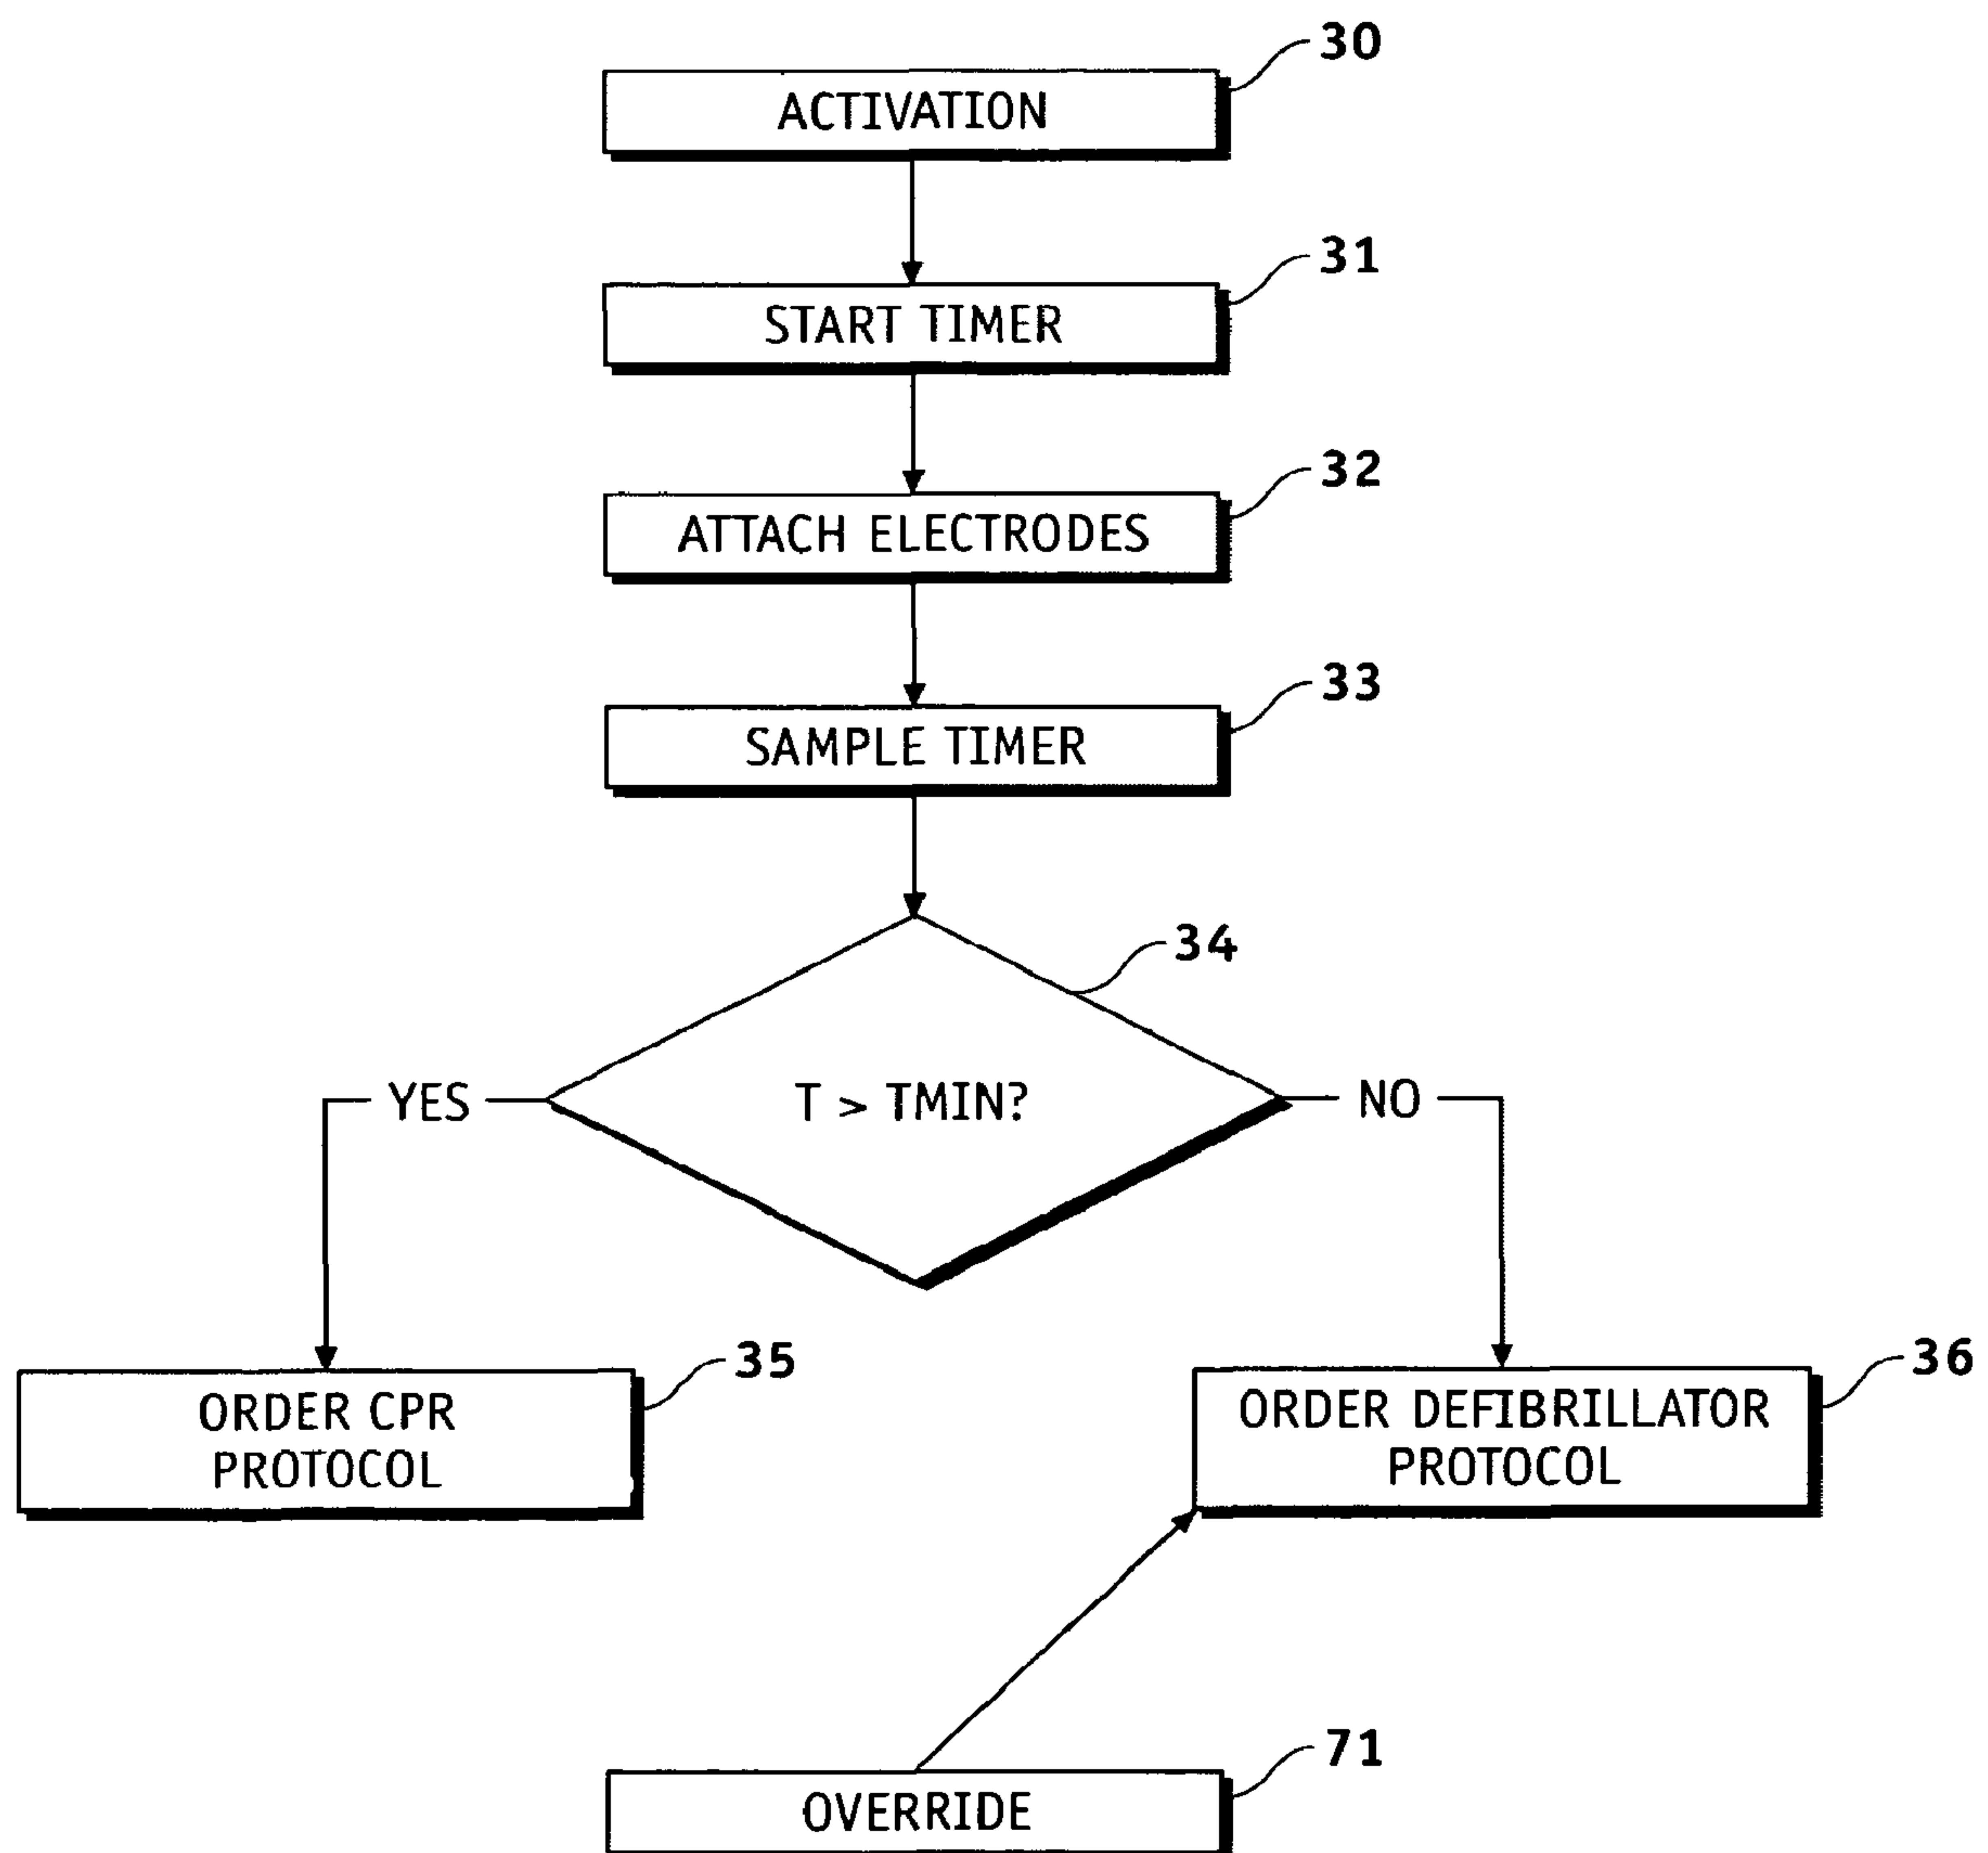 30
ACTIVATION
31
START TIMER
32
ATTACH ELECTRODES
33
SAMPLE TIMER
34
T > TMIN?
YES
NO
35
ORDER CPR
PROTOCOL
36
ORDER DEFIBRILLATOR
PROTOCOL
71
OVERRIDE